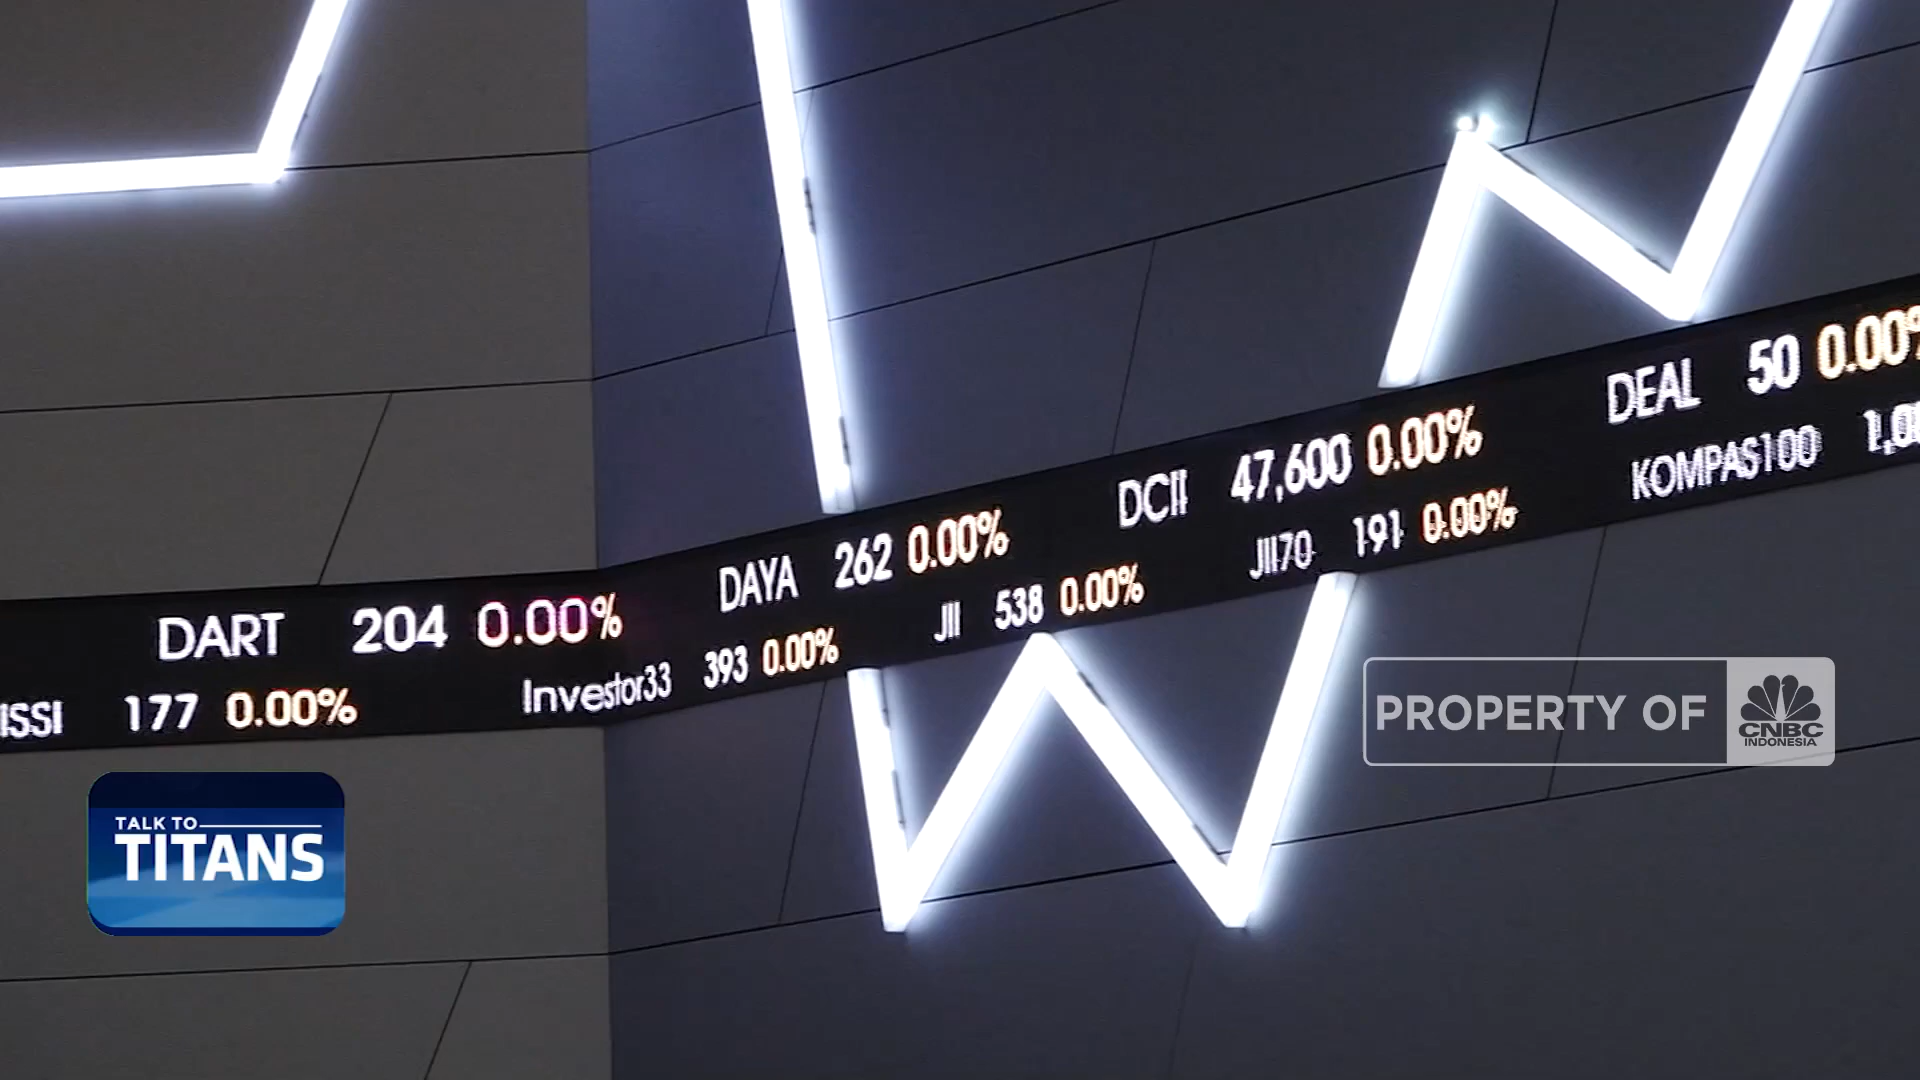 DART 204 0.00% DAYA 262 0.00% DCII 47,600 0.00% DEAL 50 0.00%
ISSI 177 0.00% Investor33 393 0.00% JII 538 0.00% JII70 191 0.00% KOMPAS100
PROPERTY OF CNBC INDONESIA
TALK TO
TITANS